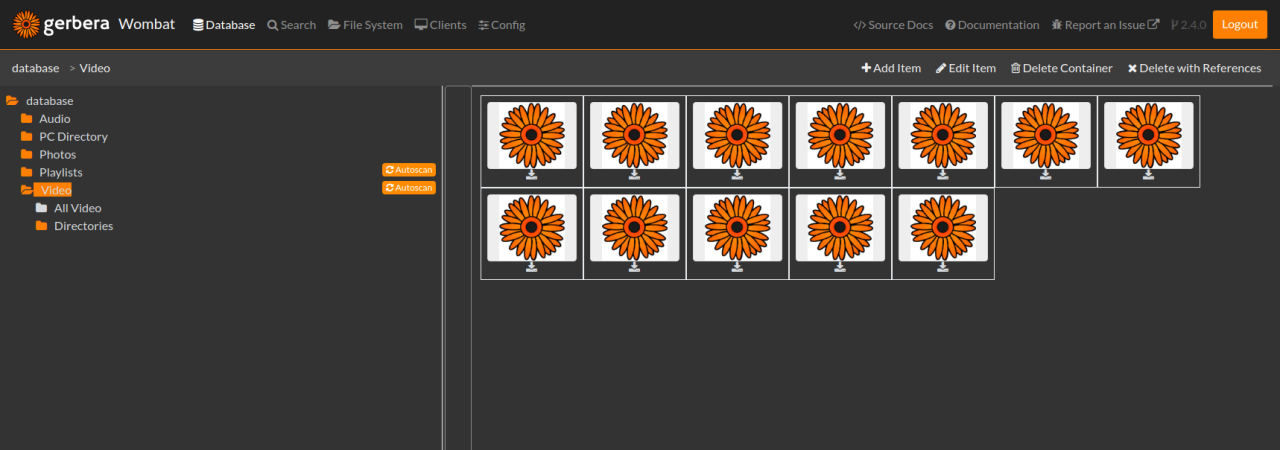 gerbera Wombat Database Search File System Clients Config Source Docs Documentation Report an Issue 2.4.0 Logout
database > Video Add Item Edit Item Delete Container Delete with References
database
Audio
PC Directory
Photos
Playlists Autoscan
Video Autoscan
All Video
Directories